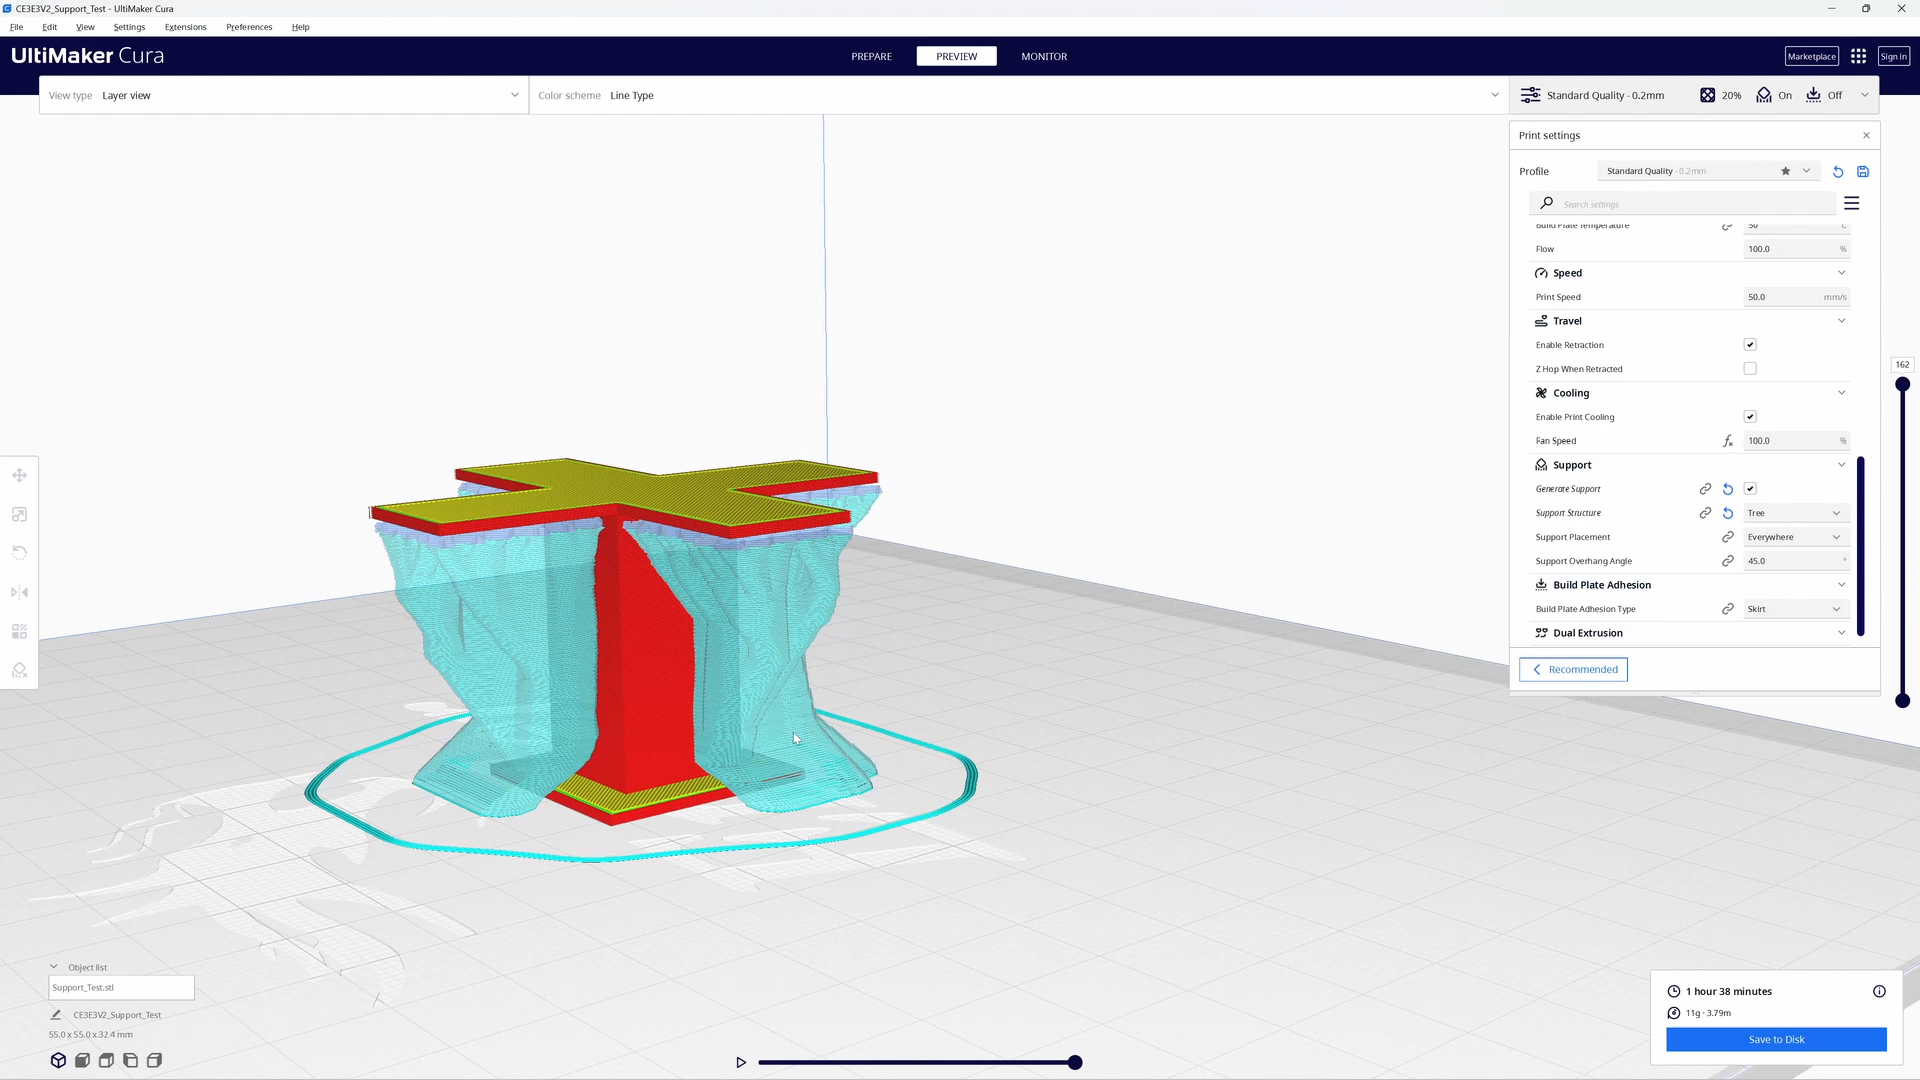 CE3E3V2_Support_Test - UltiMaker Cura
File Edit View Settings Extensions Preferences Help
UltiMaker Cura
PREPARE PREVIEW MONITOR
Marketplace Sign in
View type Layer view
Color scheme Line Type
Standard Quality - 0.2mm 20% On Off
Print settings
Profile Standard Quality - 0.2mm
Search settings
Build Plate Temperature 50 °C
Flow 100.0 %
Speed
Print Speed 50.0 mm/s
Travel
Enable Retraction
Z Hop When Retracted
Cooling
Enable Print Cooling
Fan Speed 100.0 %
Support
Generate Support
Support Structure Tree
Support Placement Everywhere
Support Overhang Angle 45.0 °
Build Plate Adhesion
Build Plate Adhesion Type Skirt
Dual Extrusion
Recommended
162
Object list
Support_Test.stl
CE3E3V2_Support_Test
55.0 x 55.0 x 32.4 mm
1 hour 38 minutes
11g · 3.79m
Save to Disk